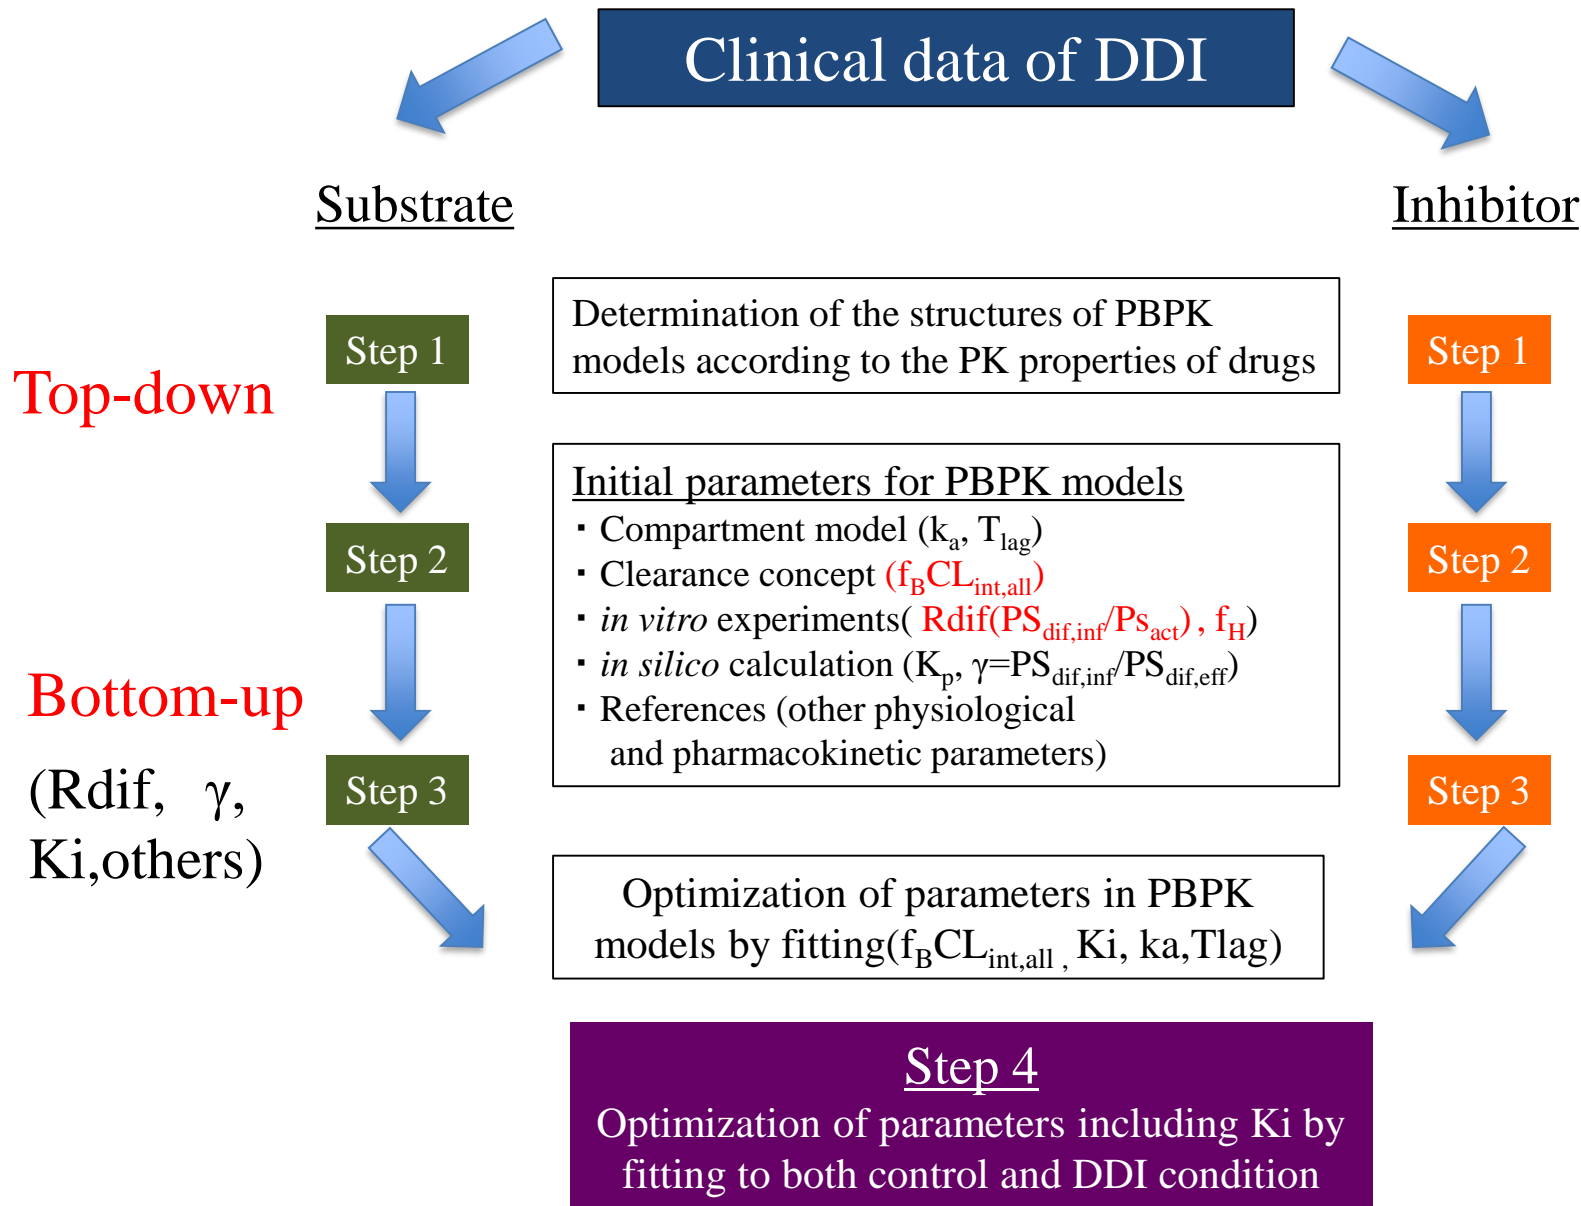 Clinical data of DDI
Substrate
Inhibitor
Determination of the structures of PBPK
models according to the PK properties of drugs
Step 1
Step 1
Top-down
Initial parameters for PBPK models
・Compartment model (ka, Tlag)
・Clearance concept (fBCLint,all)
・in vitro experiments( Rdif(PSdif,inf/Psact) , fH)
・in silico calculation (Kp, γ=PSdif,inf/PSdif,eff)
・References (other physiological
and pharmacokinetic parameters)
Step 2
Step 2
Bottom-up
(Rdif, γ,
Ki,others)
Step 3
Step 3
Optimization of parameters in PBPK
models by fitting(fBCLint,all , Ki, ka,Tlag)
Step 4
Optimization of parameters including Ki by
fitting to both control and DDI condition